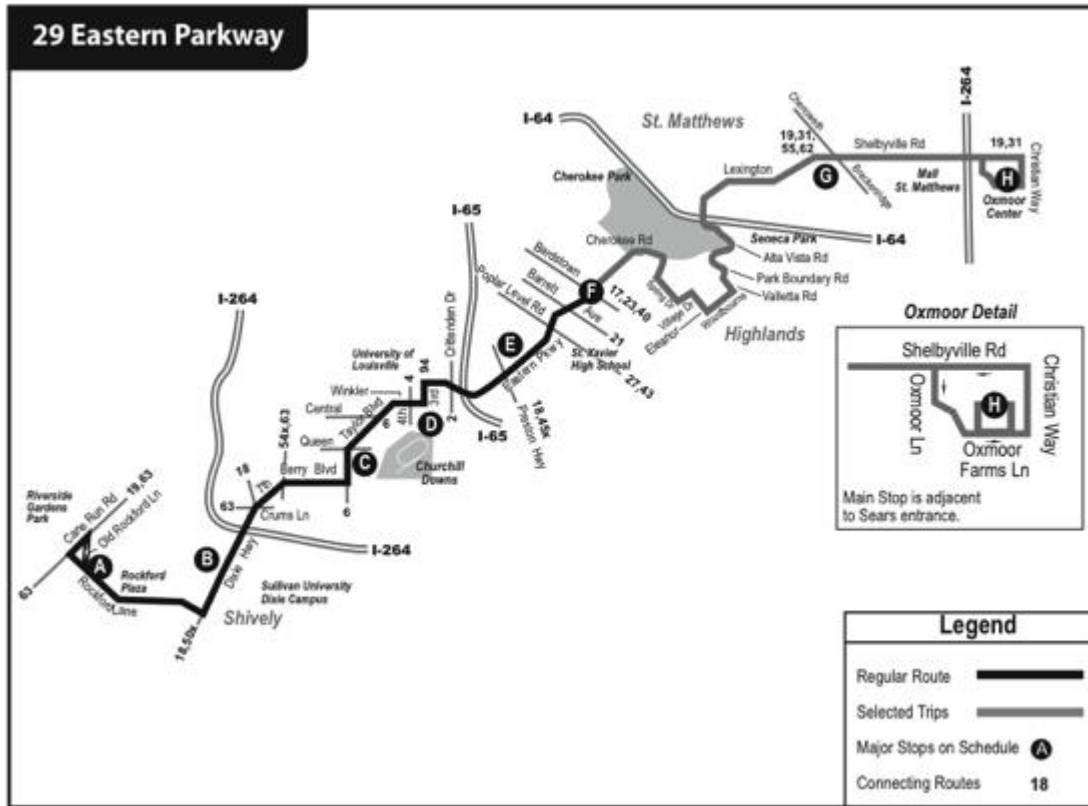 29 Eastern Parkway
I-64
St. Matthews
I-264
19,31,
55,62
Chenoweth
Shelbyville Rd
19,31
Christian Way
Lexington
G
Breckenridge
Mall
St. Matthews
H
Oxmoor
Center
Cherokee Park
I-65
Cherokee Rd
Seneca Park
I-64
Alta Vista Rd
Park Boundary Rd
Valletta Rd
Bardstown
Barrett
Ave
Poplar Level Rd
F
17,23,40
Spring Dr
Village Dr
Eleanor
Woodbourne
Highlands
21
I-264
Crittenden Dr
E
Eastern Pkwy
St. Xavier
High School
27,43
University of
Louisville
4
94
Winkler
Central
Taylor Blvd
6
4th
3rd
D
2
I-65
18,45x
Preston Hwy
54x,63
Queen
C
Churchill
Downs
18
7th
Berry Blvd
63
Crums Ln
6
I-264
Riverside
Gardens
Park
Cane Run Rd
19,63
Old Rockford Ln
A
63
Rockford Lane
Rockford
Plaza
B
Dixie Hwy
Sullivan University
Dixie Campus
18,50x
Shively
Oxmoor Detail
Shelbyville Rd
Oxmoor Ln
H
Christian Way
Oxmoor
Farms Ln
Main Stop is adjacent
to Sears entrance.
Legend
Regular Route
Selected Trips
Major Stops on Schedule A
Connecting Routes 18